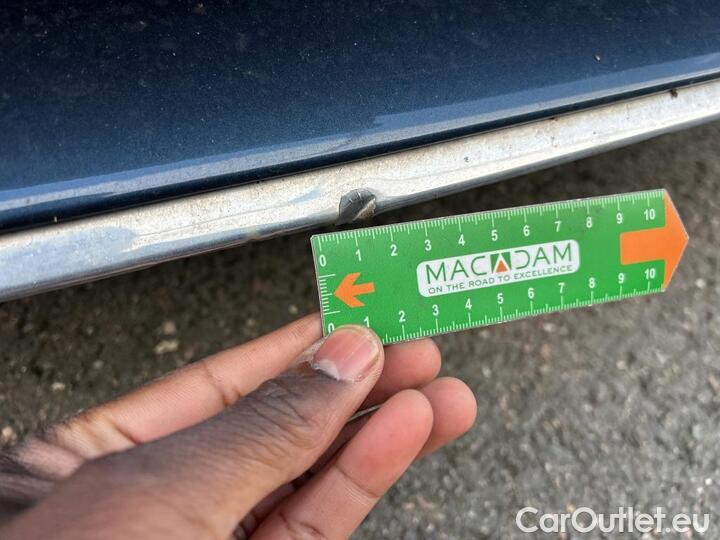 0 1 2 3 4 5 6 7 8 9 10
MACADAM
ON THE ROAD TO EXCELLENCE
0 1 2 3 4 5 6 7 8 9 10
CarOutlet.eu